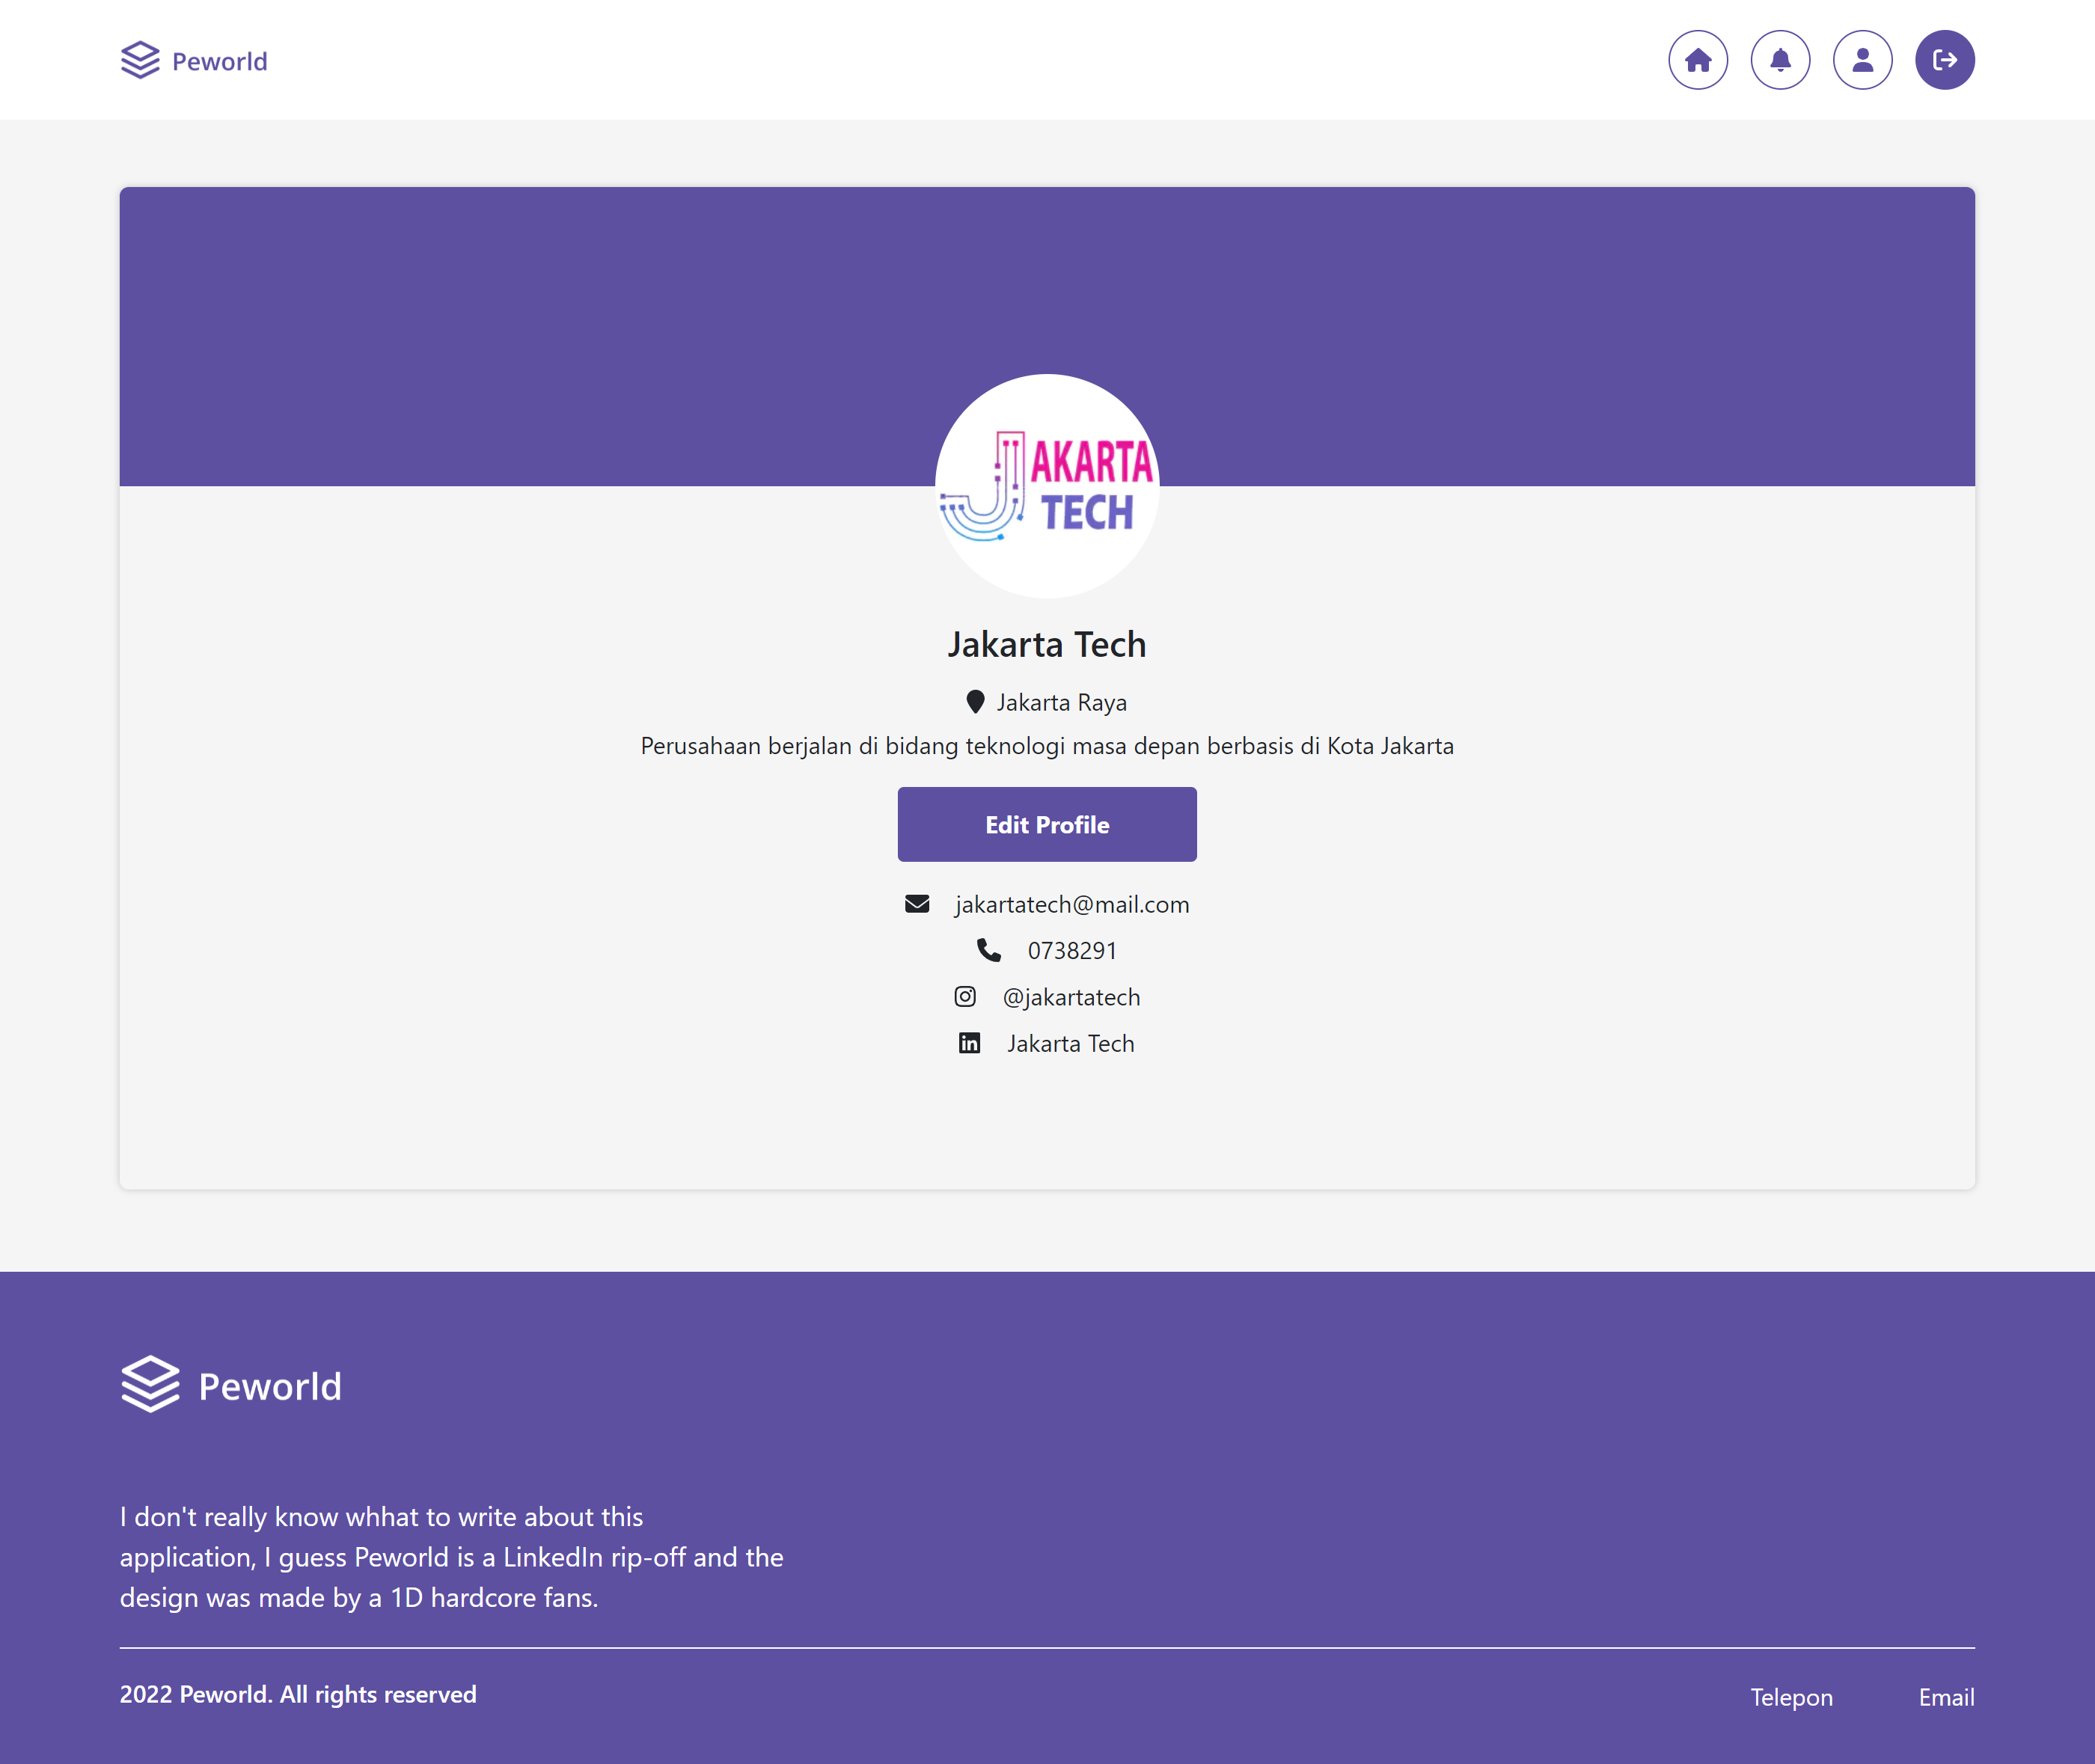 Peworld
JAKARTA
TECH
Jakarta Tech
Jakarta Raya
Perusahaan berjalan di bidang teknologi masa depan berbasis di Kota Jakarta
Edit Profile
jakartatech@mail.com
0738291
@jakartatech
Jakarta Tech
Peworld
I don't really know whhat to write about this
application, I guess Peworld is a LinkedIn rip-off and the
design was made by a 1D hardcore fans.
2022 Peworld. All rights reserved
Telepon
Email